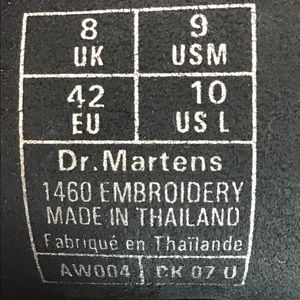 8 9
UK USM
42 10
EU US L
Dr. Martens
1460 EMBROIDERY
MADE IN THAILAND
Fabriqué en Thaïlande
AW004 CK 07 U